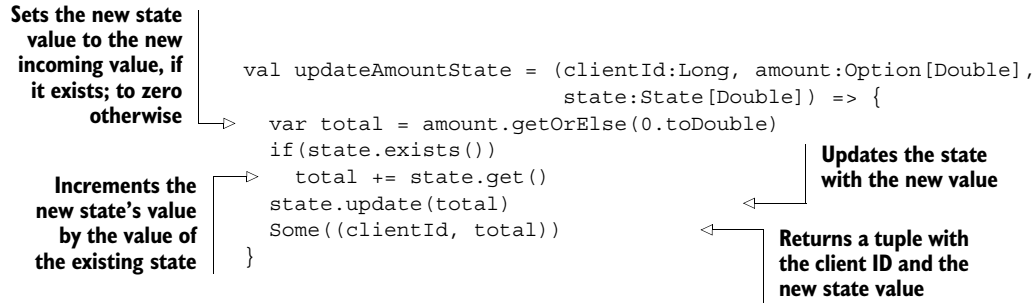 Sets the new state
value to the new
incoming value, if
it exists; to zero
otherwise
val updateAmountState = (clientId:Long, amount:Option[Double],
state:State[Double]) => {
var total = amount.getOrElse(0.toDouble)
if(state.exists())
total += state.get()
state.update(total)
Some((clientId, total))
}
Increments the
new state's value
by the value of
the existing state
Updates the state
with the new value
Returns a tuple with
the client ID and the
new state value